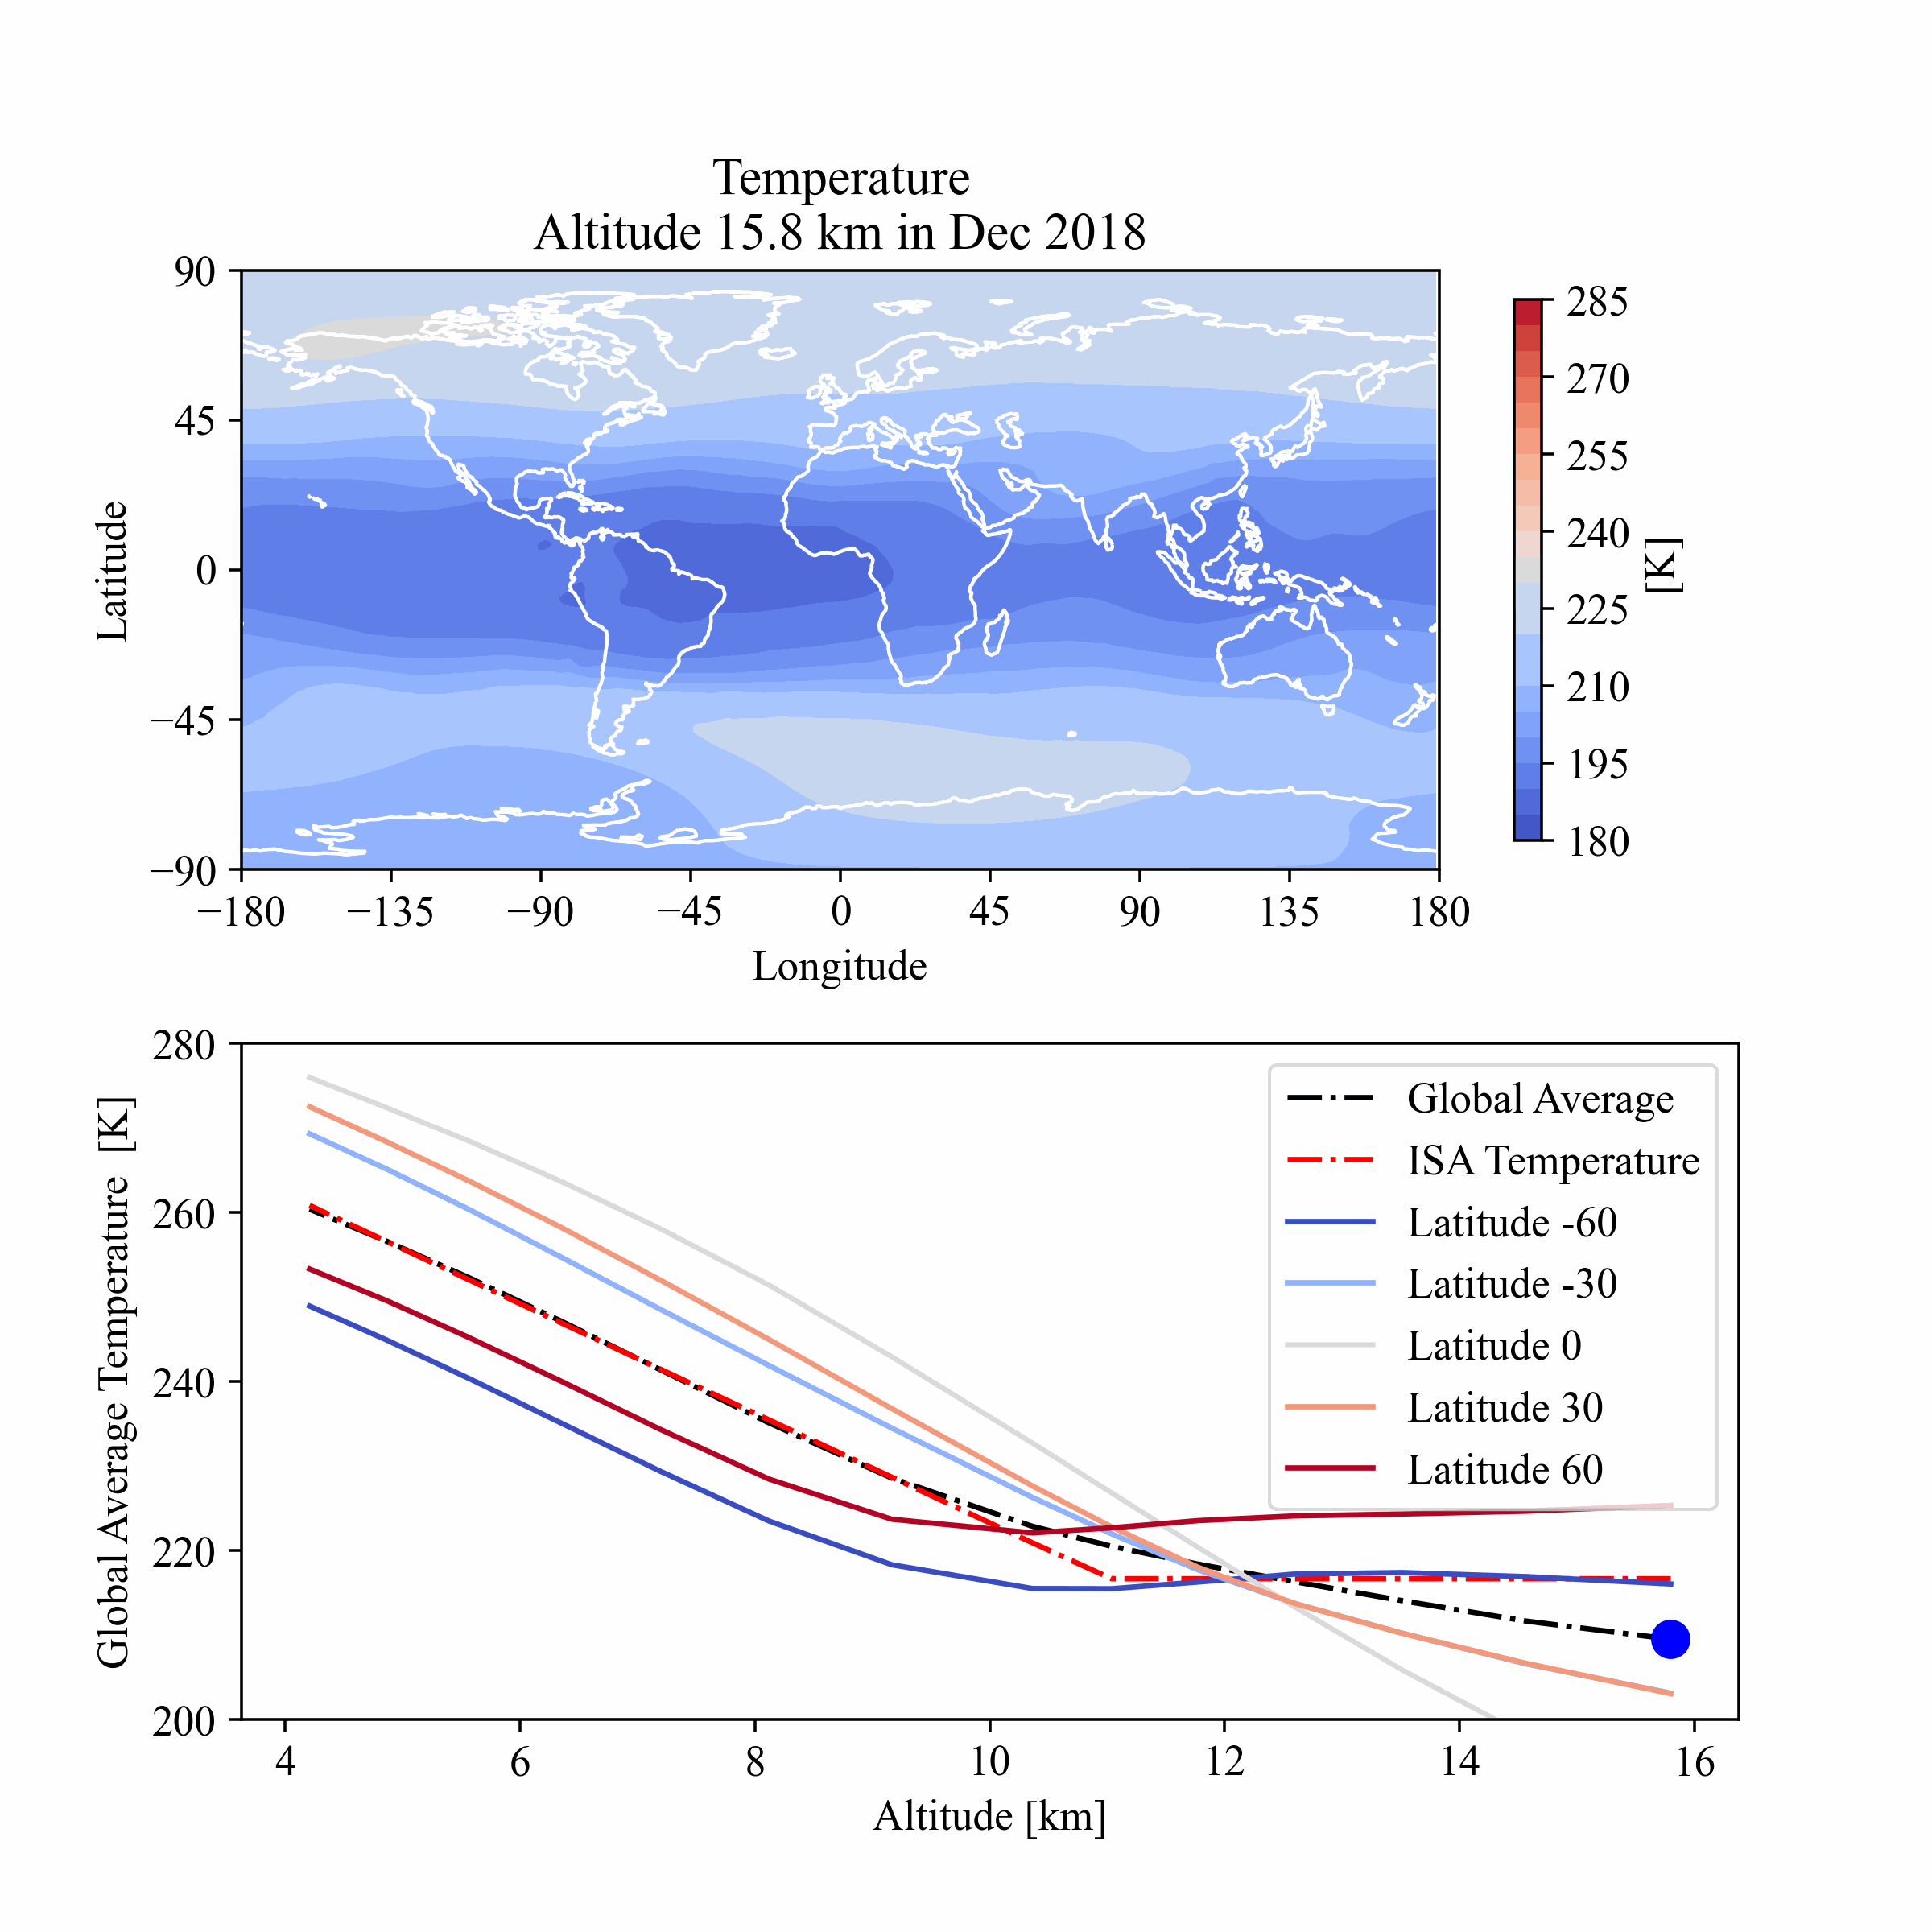 Temperature
Altitude 15.8 km in Dec 2018
90
45
0
−45
−90
Latitude
−180 −135 −90 −45 0 45 90 135 180
Longitude
285
270
255
240
225
210
195
180
[K]
280
260
240
220
200
Global Average Temperature [K]
Global Average
ISA Temperature
Latitude -60
Latitude -30
Latitude 0
Latitude 30
Latitude 60
4 6 8 10 12 14 16
Altitude [km]